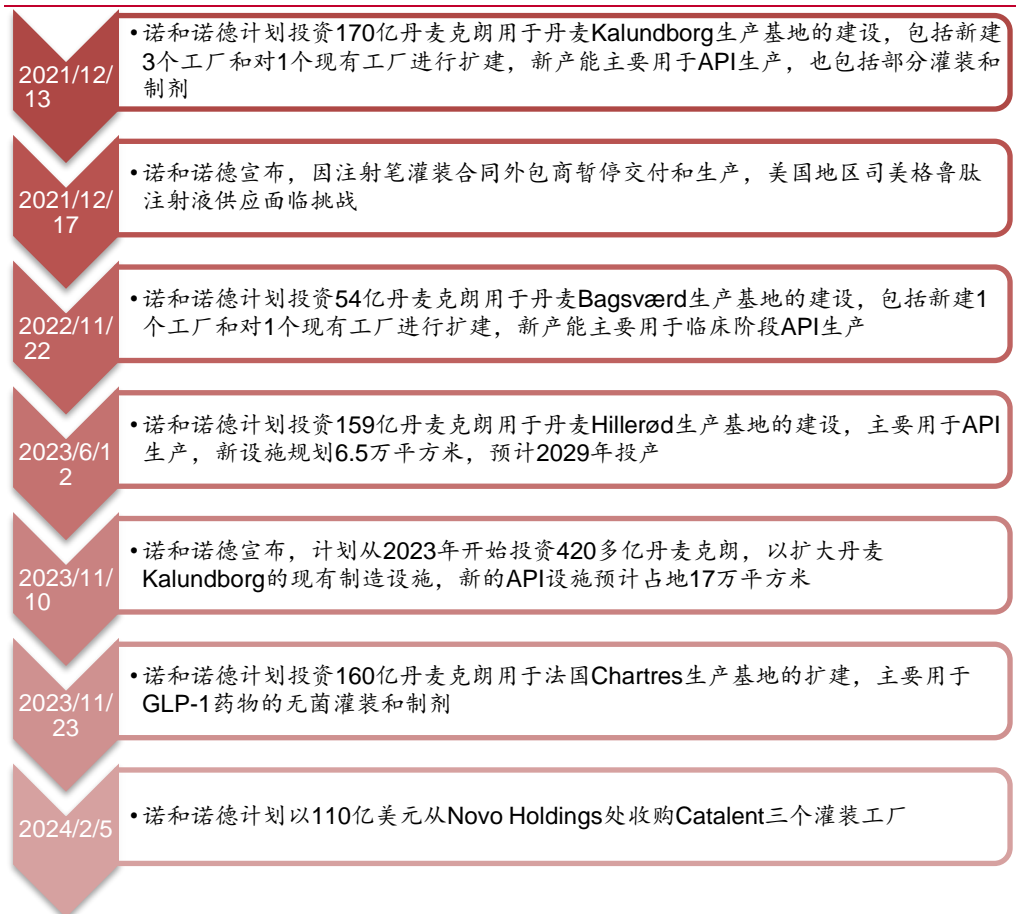 2021/12/
13
•诺和诺德计划投资170亿丹麦克朗用于丹麦Kalundborg生产基地的建设，包括新建
3个工厂和对1个现有工厂进行扩建，新产能主要用于API生产，也包括部分灌装和
制剂
2021/12/
17
•诺和诺德宣布，因注射笔灌装合同外包商暂停交付和生产，美国地区司美格鲁肽
注射液供应面临挑战
2022/11/
22
•诺和诺德计划投资54亿丹麦克朗用于丹麦Bagsværd生产基地的建设，包括新建1
个工厂和对1个现有工厂进行扩建，新产能主要用于临床阶段API生产
2023/6/1
2
•诺和诺德计划投资159亿丹麦克朗用于丹麦Hillerød生产基地的建设，主要用于API
生产，新设施规划6.5万平方米，预计2029年投产
2023/11/
10
•诺和诺德宣布，计划从2023年开始投资420多亿丹麦克朗，以扩大丹麦
Kalundborg的现有制造设施，新的API设施预计占地17万平方米
2023/11/
23
•诺和诺德计划投资160亿丹麦克朗用于法国Chartres生产基地的扩建，主要用于
GLP-1药物的无菌灌装和制剂
2024/2/5
•诺和诺德计划以110亿美元从Novo Holdings处收购Catalent三个灌装工厂